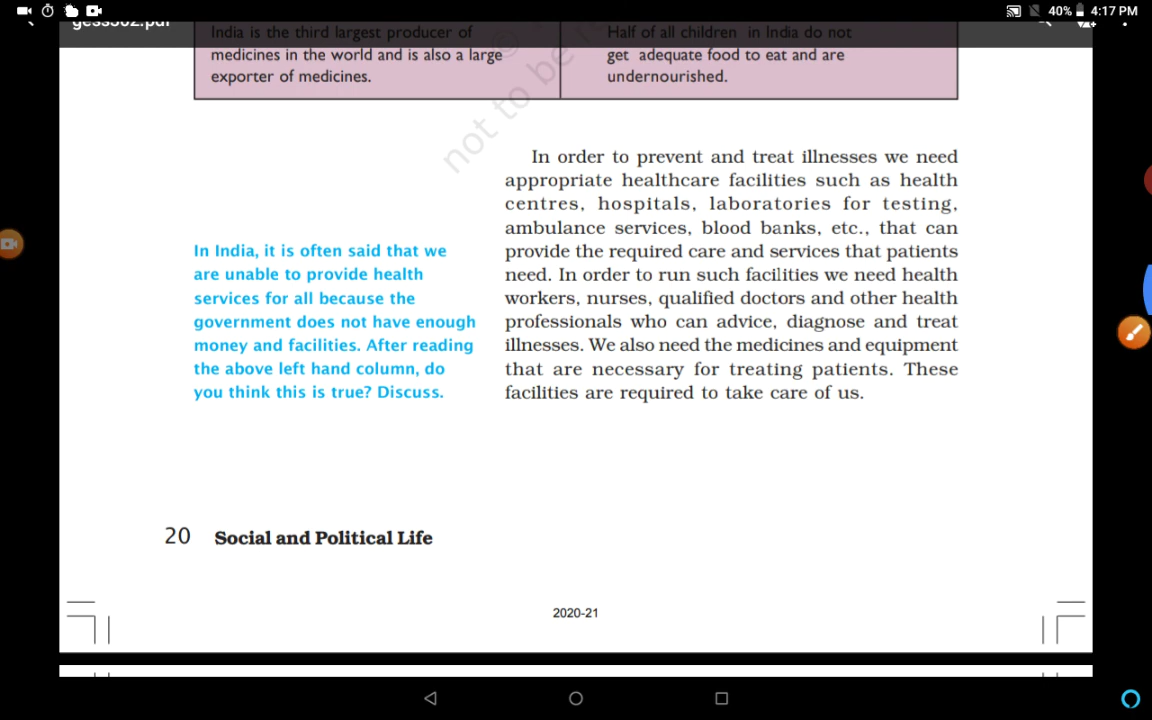 40% 4:17 PM
gess302.pdf
India is the third largest producer of
medicines in the world and is also a large
exporter of medicines.
Half of all children in India do not
get adequate food to eat and are
undernourished.
not to be
In order to prevent and treat illnesses we need
appropriate healthcare facilities such as health
centres, hospitals, laboratories for testing,
ambulance services, blood banks, etc., that can
provide the required care and services that patients
need. In order to run such facilities we need health
workers, nurses, qualified doctors and other health
professionals who can advice, diagnose and treat
illnesses. We also need the medicines and equipment
that are necessary for treating patients. These
facilities are required to take care of us.
In India, it is often said that we
are unable to provide health
services for all because the
government does not have enough
money and facilities. After reading
the above left hand column, do
you think this is true? Discuss.
20 Social and Political Life
2020-21